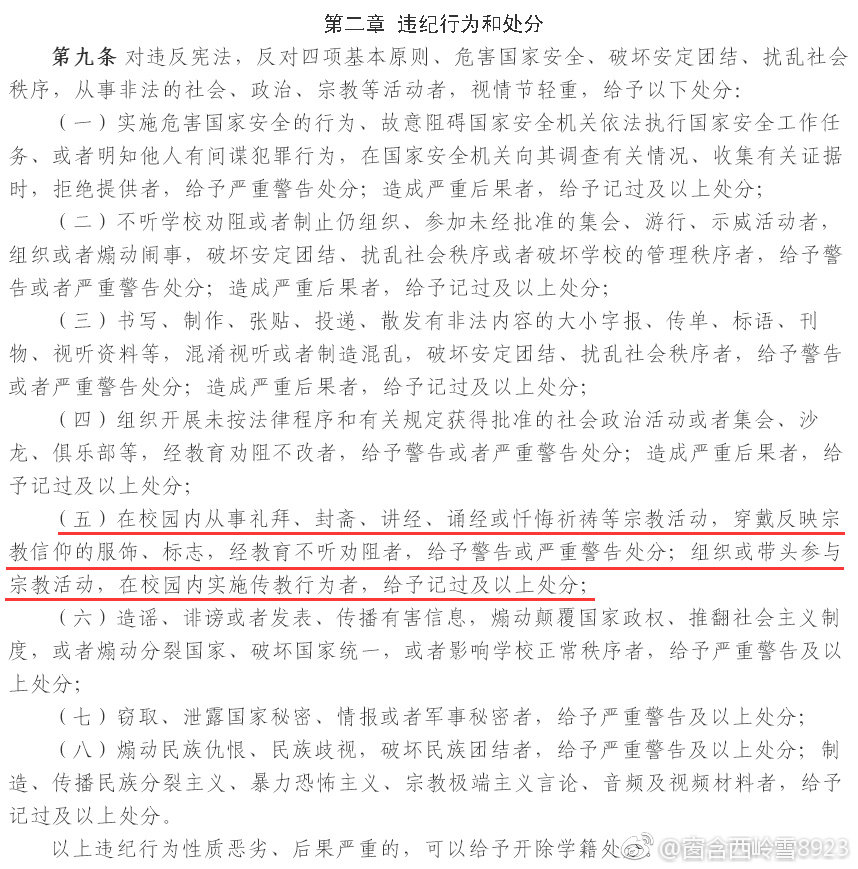 第二章 违纪行为和处分
第九条 对违反宪法，反对四项基本原则、危害国家安全、破坏安定团结、扰乱社会
秩序，从事非法的社会、政治、宗教等活动者，视情节轻重，给予以下处分：
（一）实施危害国家安全的行为、故意阻碍国家安全机关依法执行国家安全工作任
务、或者明知他人有间谍犯罪行为，在国家安全机关向其调查有关情况、收集有关证据
时，拒绝提供者，给予严重警告处分；造成严重后果者，给予记过及以上处分；
（二）不听学校劝阻或者制止仍组织、参加未经批准的集会、游行、示威活动者，
组织或者煽动闹事，破坏安定团结、扰乱社会秩序或者破坏学校的管理秩序者，给予警
告或者严重警告处分；造成严重后果者，给予记过及以上处分；
（三）书写、制作、张贴、投递、散发有非法内容的大小字报、传单、标语、刊
物、视听资料等，混淆视听或者制造混乱，破坏安定团结、扰乱社会秩序者，给予警告
或者严重警告处分；造成严重后果者，给予记过及以上处分；
（四）组织开展未按法律程序和有关规定获得批准的社会政治活动或者集会、沙
龙、俱乐部等，经教育劝阻不改者，给予警告或者严重警告处分；造成严重后果者，给
予记过及以上处分；
（五）在校园内从事礼拜、封斋、讲经、诵经或忏悔祈祷等宗教活动，穿戴反映宗
教信仰的服饰、标志，经教育不听劝阻者，给予警告或严重警告处分；组织或带头参与
宗教活动，在校园内实施传教行为者，给予记过及以上处分；
（六）造谣、诽谤或者发表、传播有害信息，煽动颠覆国家政权、推翻社会主义制
度，或者煽动分裂国家、破坏国家统一，或者影响学校正常秩序者，给予严重警告及以
上处分；
（七）窃取、泄露国家秘密、情报或者军事秘密者，给予严重警告及以上处分；
（八）煽动民族仇恨、民族歧视，破坏民族团结者，给予严重警告及以上处分；制
造、传播民族分裂主义、暴力恐怖主义、宗教极端主义言论、音频及视频材料者，给予
记过及以上处分。
以上违纪行为性质恶劣、后果严重的，可以给予开除学籍处。
@窗含西岭雪8923